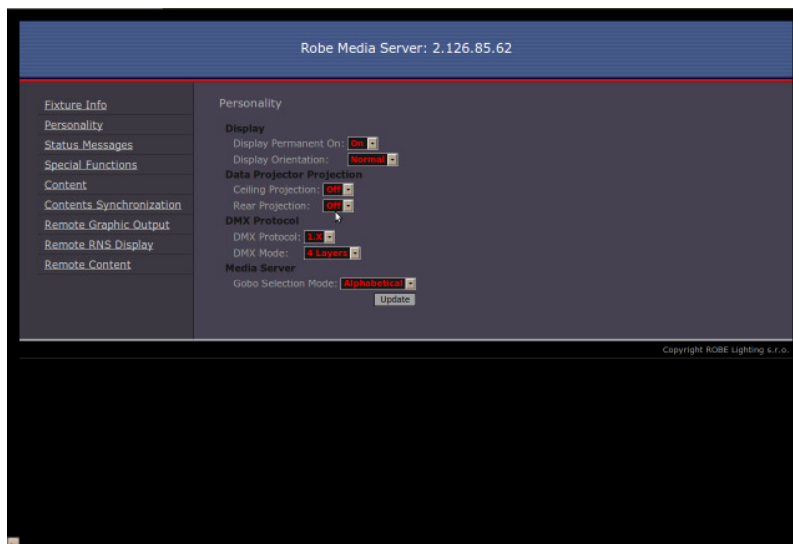 Robe Media Server: 2.126.85.62
Fixture Info
Personality
Status Messages
Special Functions
Content
Contents Synchronization
Remote Graphic Output
Remote RNS Display
Remote Content
Personality
Display
Display Permanent On: On
Display Orientation: Normal
Data Projector Projection
Ceiling Projection: Off
Rear Projection: Off
DMX Protocol
DMX Protocol: 1.X
DMX Mode: 4 Layers
Media Server
Gobo Selection Mode: Alphabetical
Update
Copyright ROBE Lighting s.r.o.